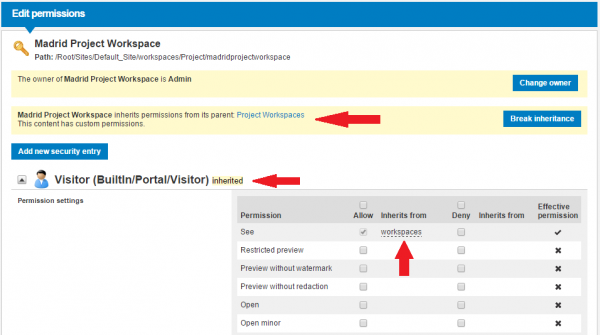 Edit permissions
Madrid Project Workspace
Path: /Root/Sites/Default_Site/workspaces/Project/madridprojectworkspace
The owner of Madrid Project Workspace is Admin
Change owner
Madrid Project Workspace inherits permissions from its parent: Project Workspaces
This content has custom permissions.
Break inheritance
Add new security entry
Visitor (BuiltIn/Portal/Visitor) inherited
Permission settings
Permission Allow Inherits from Deny Inherits from Effective permission
See workspaces
Restricted preview
Preview without watermark
Preview without redaction
Open
Open minor